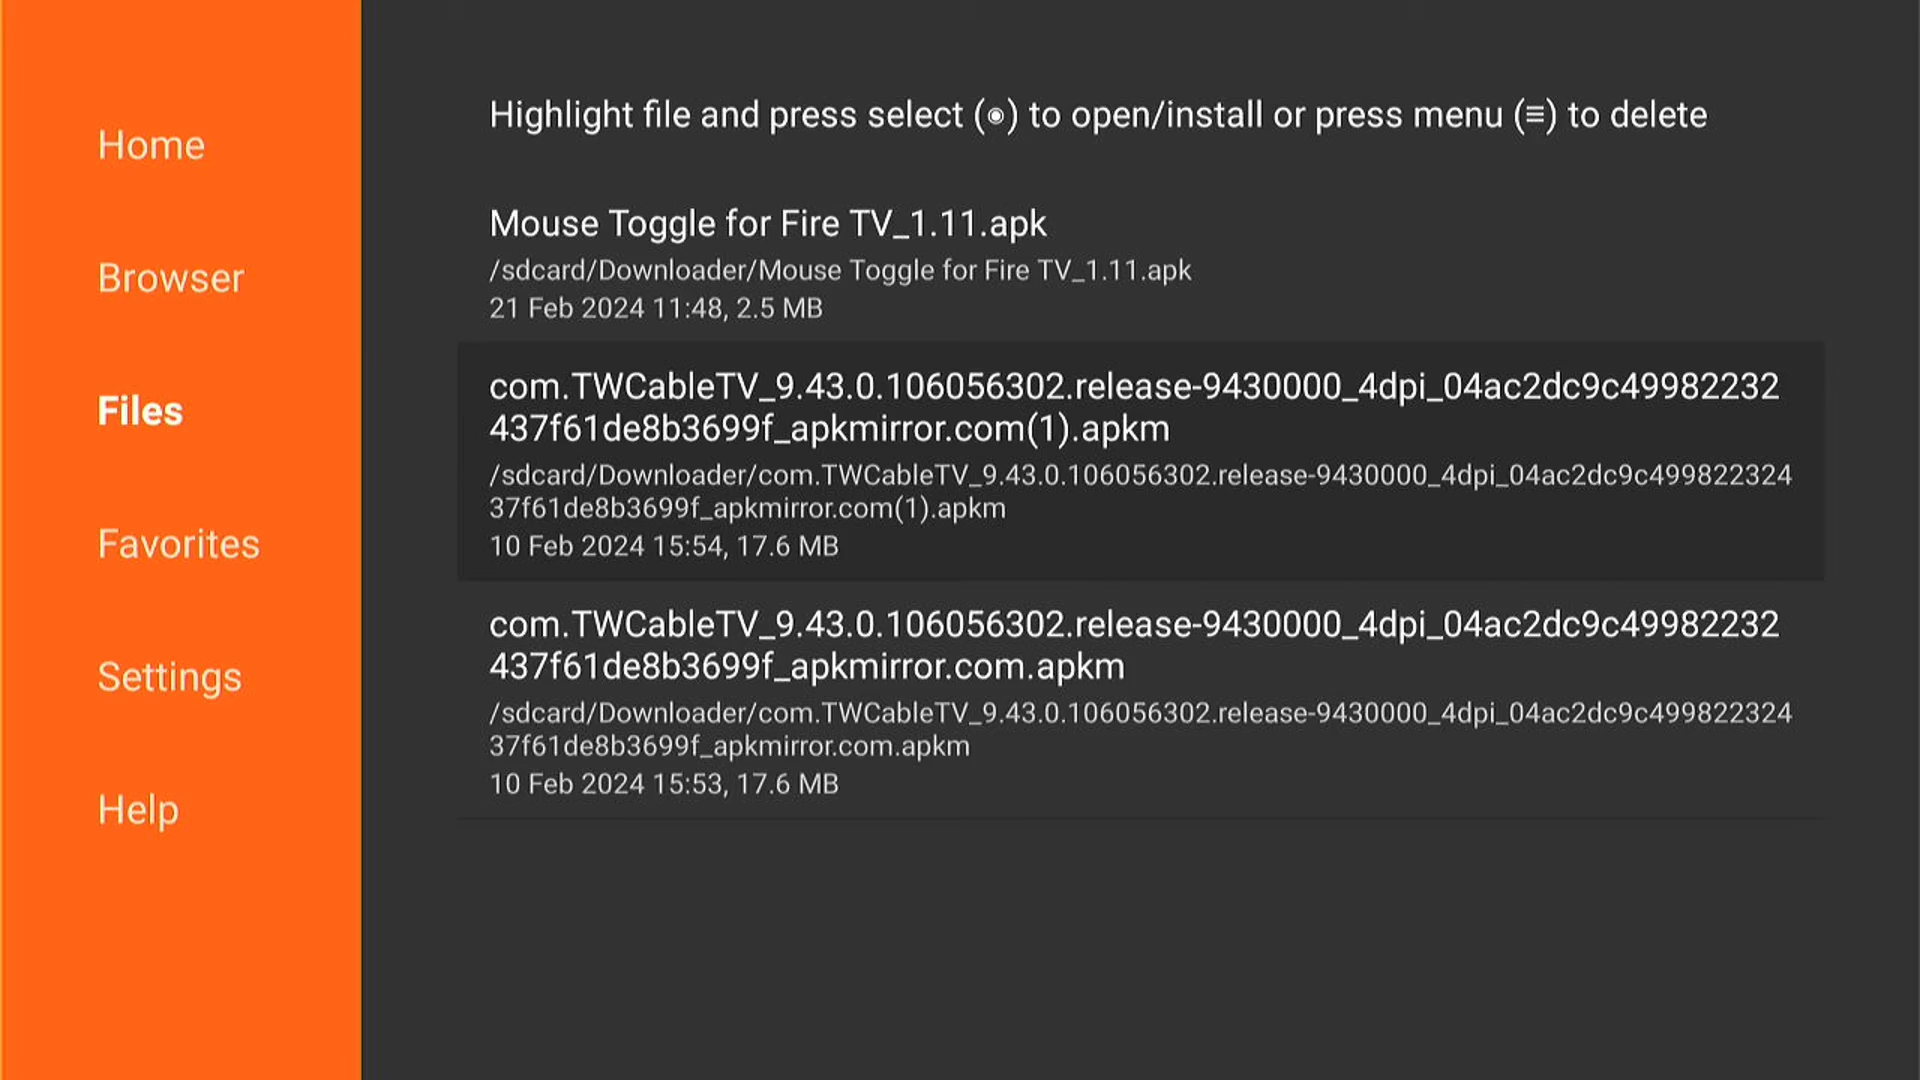 Home
Browser
Files
Favorites
Settings
Help
Highlight file and press select (◉) to open/install or press menu (≡) to delete
Mouse Toggle for Fire TV_1.11.apk
/sdcard/Downloader/Mouse Toggle for Fire TV_1.11.apk
21 Feb 2024 11:48, 2.5 MB
com.TWCableTV_9.43.0.106056302.release-9430000_4dpi_04ac2dc9c49982232
437f61de8b3699f_apkmirror.com(1).apkm
/sdcard/Downloader/com.TWCableTV_9.43.0.106056302.release-9430000_4dpi_04ac2dc9c499822324
37f61de8b3699f_apkmirror.com(1).apkm
10 Feb 2024 15:54, 17.6 MB
com.TWCableTV_9.43.0.106056302.release-9430000_4dpi_04ac2dc9c49982232
437f61de8b3699f_apkmirror.com.apkm
/sdcard/Downloader/com.TWCableTV_9.43.0.106056302.release-9430000_4dpi_04ac2dc9c499822324
37f61de8b3699f_apkmirror.com.apkm
10 Feb 2024 15:53, 17.6 MB